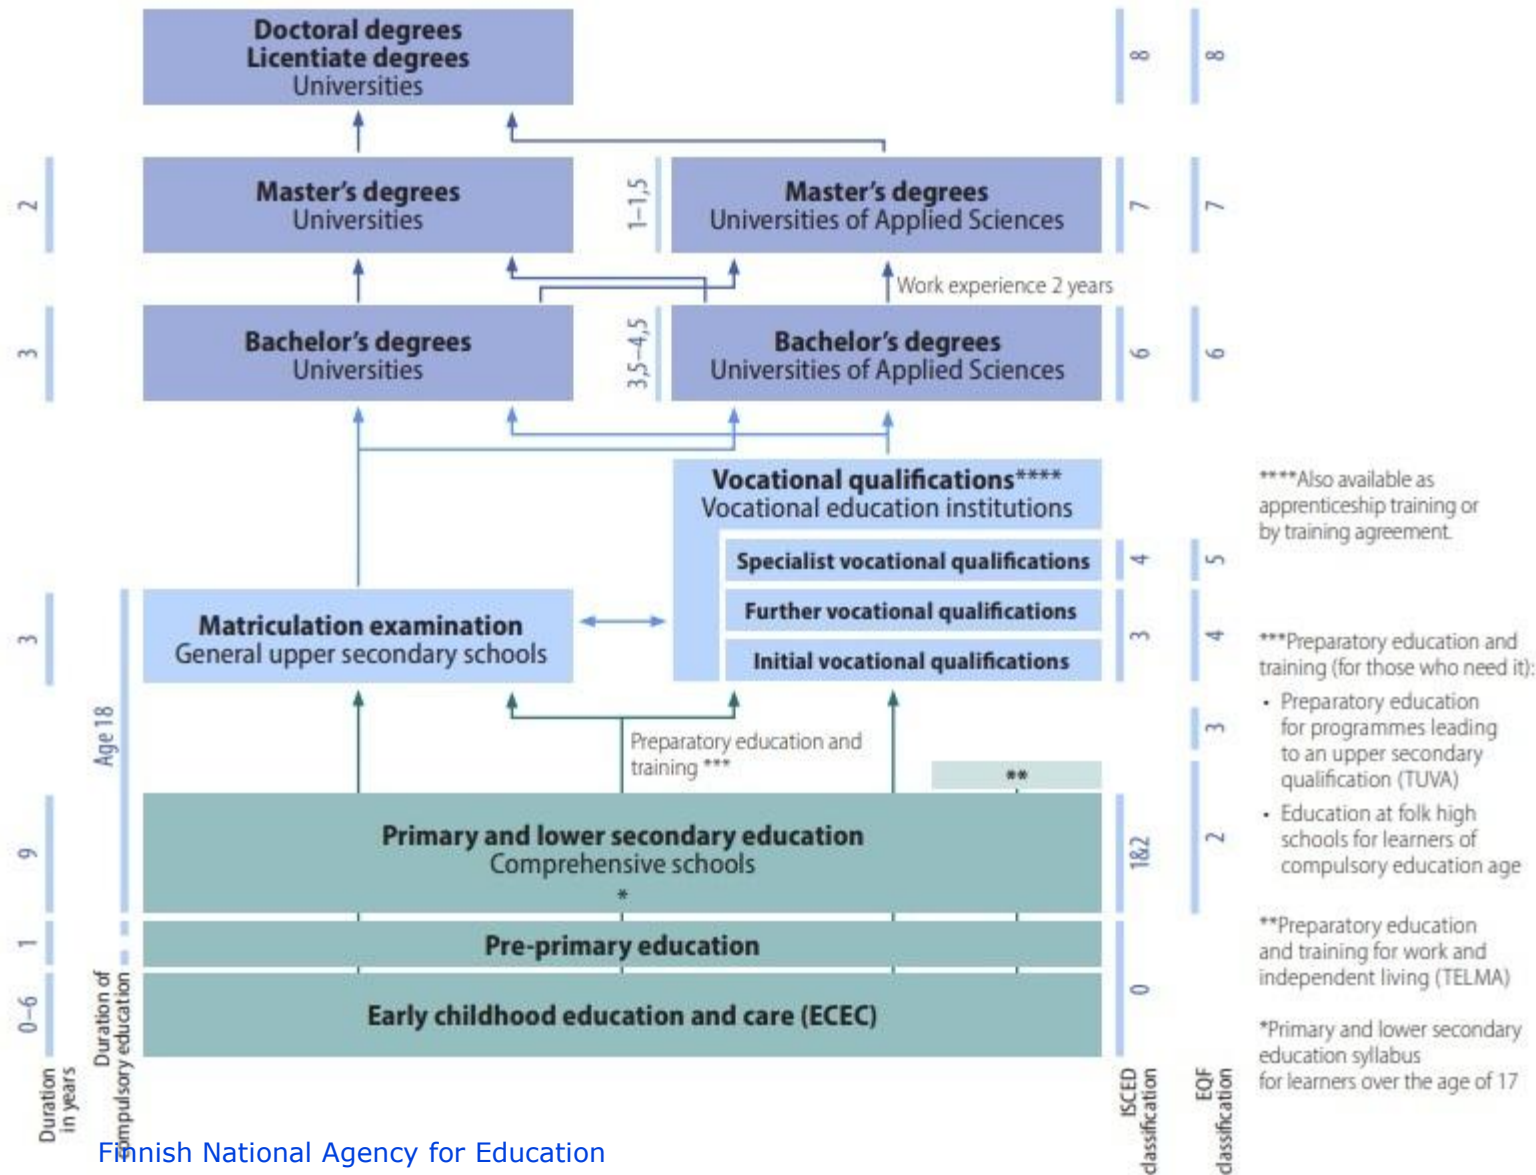 Doctoral degrees
Licentiate degrees
Universities
8
8
2
Master's degrees
Universities
1–1,5
Master's degrees
Universities of Applied Sciences
7
7
Work experience 2 years
3
Bachelor's degrees
Universities
3,5–4,5
Bachelor's degrees
Universities of Applied Sciences
6
6
Vocational qualifications****
Vocational education institutions
Specialist vocational qualifications
4
5
Further vocational qualifications
Initial vocational qualifications
3
4
3
Matriculation examination
General upper secondary schools
Age 18
Preparatory education and
training ***
3
**
9
Primary and lower secondary education
Comprehensive schools
*
1&2
2
1
Pre-primary education
0–6
Early childhood education and care (ECEC)
0
Duration
in years
Duration of
compulsory education
ISCED
classification
EQF
classification
****Also available as
apprenticeship training or
by training agreement.
***Preparatory education and
training (for those who need it):
• Preparatory education
for programmes leading
to an upper secondary
qualification (TUVA)
• Education at folk high
schools for learners of
compulsory education age
**Preparatory education
and training for work and
independent living (TELMA)
*Primary and lower secondary
education syllabus
for learners over the age of 17
Finnish National Agency for Education